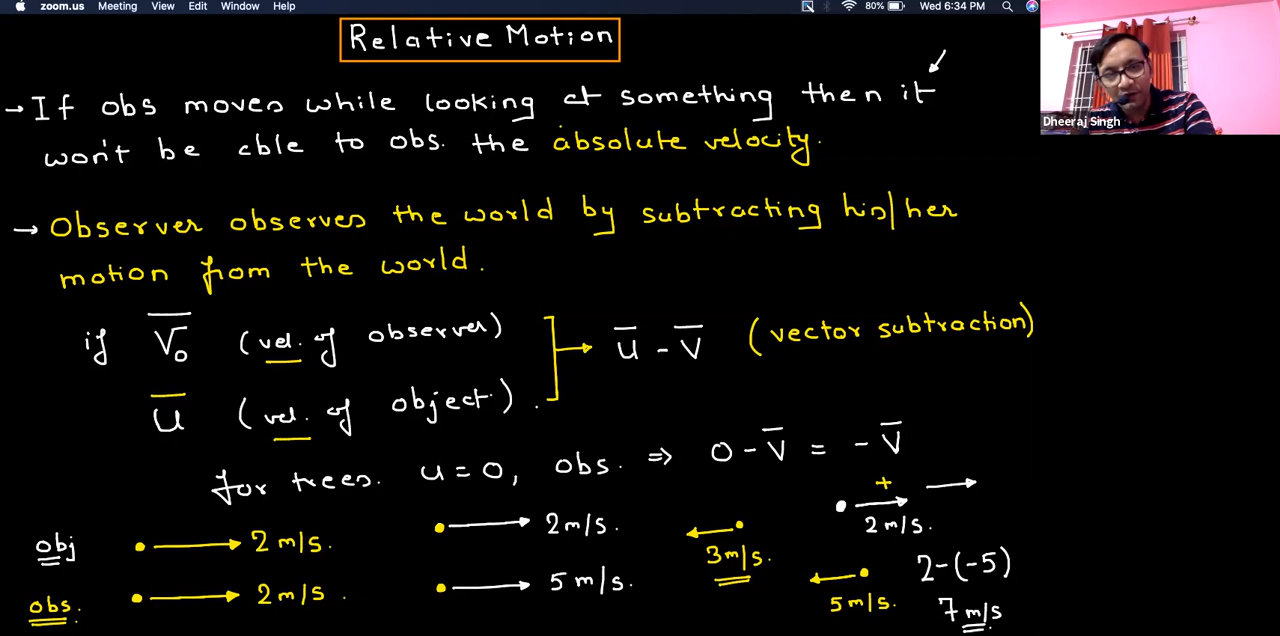 zoom.us Meeting View Edit Window Help 80% Wed 6:34 PM
Relative Motion
Dheeraj Singh
→ If obs moves while looking at something then it
won't be able to obs. the absolute velocity.
→ Observer observes the world by subtracting his/her
motion from the world.
if V̅₀ (vel. of observer)
u̅ - V̅ (vector subtraction)
u̅ (vel. of object).
for trees. u = 0, obs. ⇒ 0 - V̅ = - V̅
+
obj 2 m/s. 2 m/s. 3 m/s. 2 m/s.
obs. 2 m/s. 5 m/s. 5 m/s. 2-(-5)
7 m/s